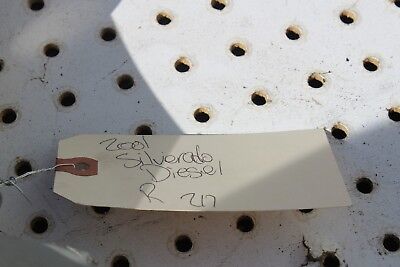 2001
Silverado
Diesel
R 217